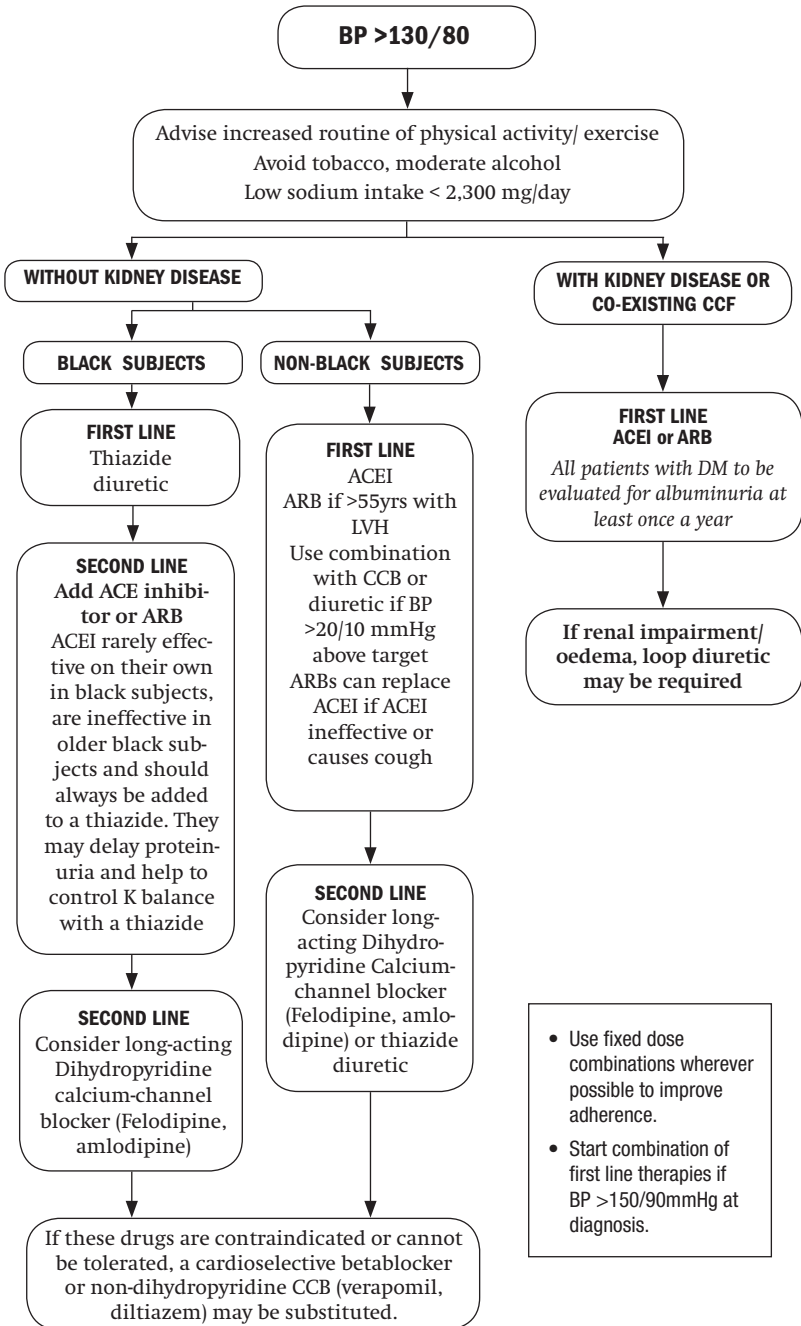 BP >130/80
Advise increased routine of physical activity/ exercise
Avoid tobacco, moderate alcohol
Low sodium intake < 2,300 mg/day
WITHOUT KIDNEY DISEASE
BLACK SUBJECTS
FIRST LINE
Thiazide
diuretic
SECOND LINE
Add ACE inhibi-
tor or ARB
ACEI rarely effec-
tive on their own
in black subjects,
are ineffective in
older black sub-
jects and should
always be added
to a thiazide. They
may delay protein-
uria and help to
control K balance
with a thiazide
SECOND LINE
Consider long-acting
Dihydropyridine
calcium-channel
blocker (Felodipine,
amlodipine)
NON-BLACK SUBJECTS
FIRST LINE
ACEI
ARB if >55yrs with
LVH
Use combination
with CCB or
diuretic if BP
>20/10 mmHg
above target
ARBs can replace
ACEI if ACEI
ineffective or
causes cough
SECOND LINE
Consider long-
acting Dihydro-
pyridine Calcium-
channel blocker
(Felodipine, amlo-
dipine) or thiazide
diuretic
If these drugs are contraindicated or cannot
be tolerated, a cardioselective betablocker
or non-dihydropyridine CCB (verapomil,
diltiazem) may be substituted.
WITH KIDNEY DISEASE OR
CO-EXISTING CCF
FIRST LINE
ACEI or ARB
All patients with DM to be
evaluated for albuminuria at
least once a year
If renal impairment/
oedema, loop diuretic
may be required
• Use fixed dose
combinations wherever
possible to improve
adherence.
• Start combination of
first line therapies if
BP >150/90mmHg at
diagnosis.